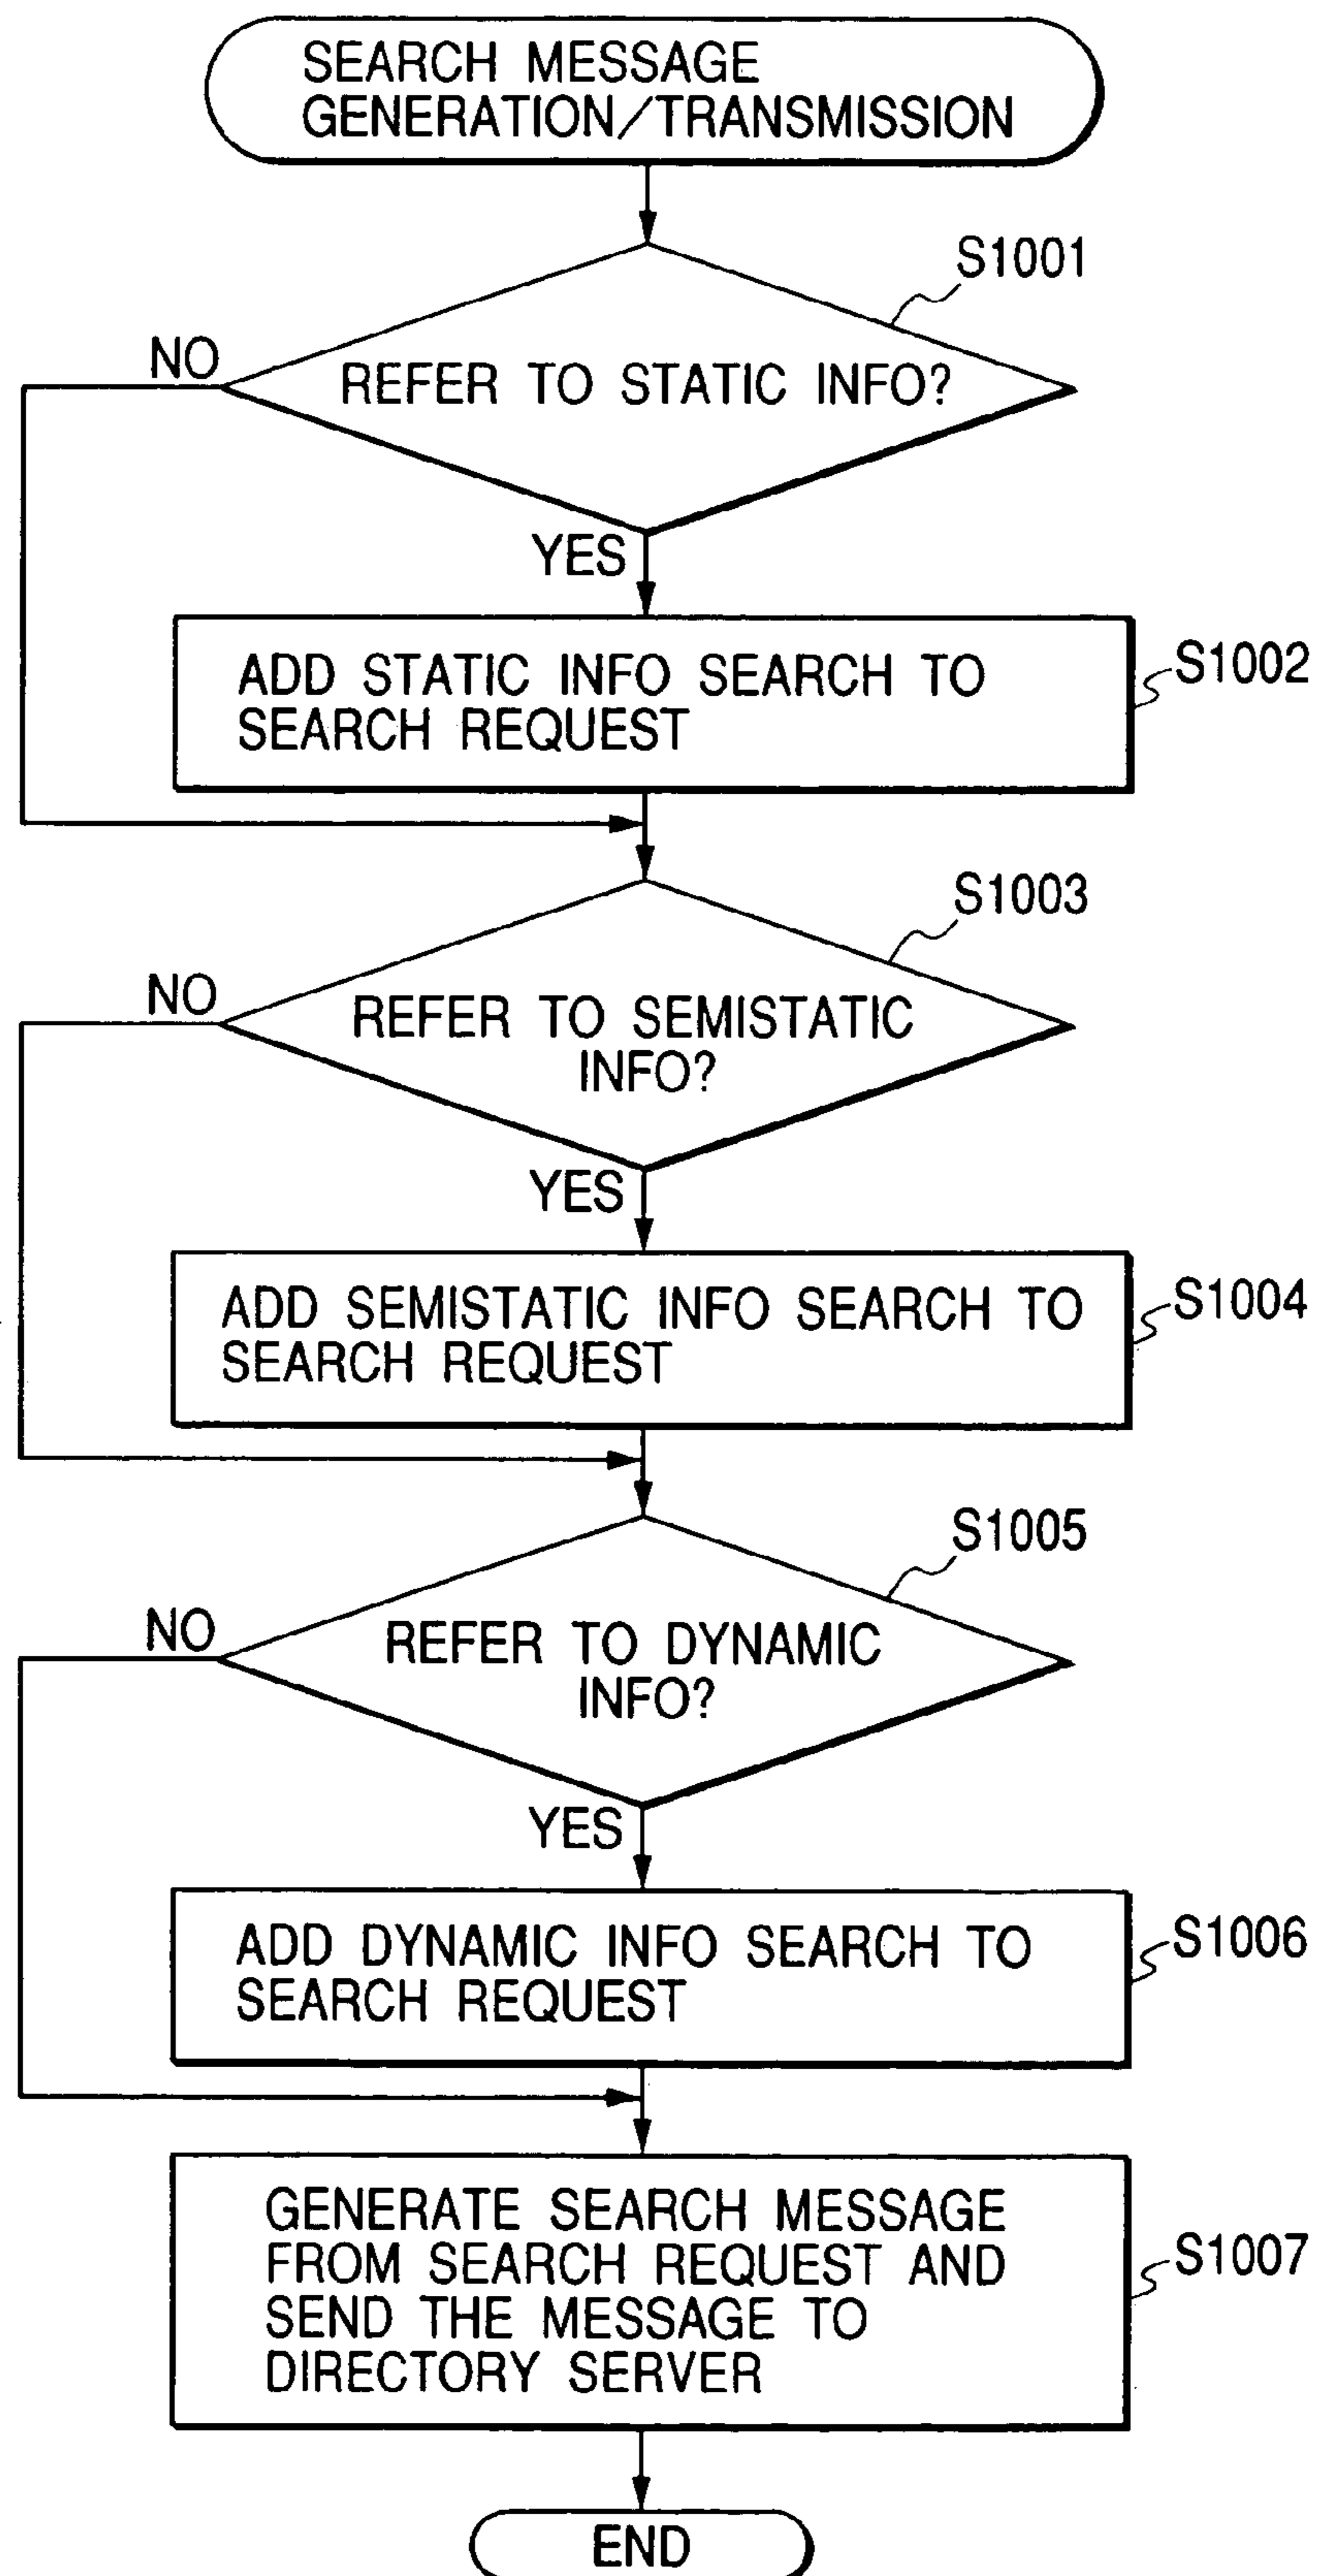 SEARCH MESSAGE
GENERATION/TRANSMISSION
S1001
NO
REFER TO STATIC INFO?
YES
ADD STATIC INFO SEARCH TO
SEARCH REQUEST
S1002
S1003
NO
REFER TO SEMISTATIC
INFO?
YES
ADD SEMISTATIC INFO SEARCH TO
SEARCH REQUEST
S1004
S1005
NO
REFER TO DYNAMIC
INFO?
YES
ADD DYNAMIC INFO SEARCH TO
SEARCH REQUEST
S1006
GENERATE SEARCH MESSAGE
FROM SEARCH REQUEST AND
SEND THE MESSAGE TO
DIRECTORY SERVER
S1007
END